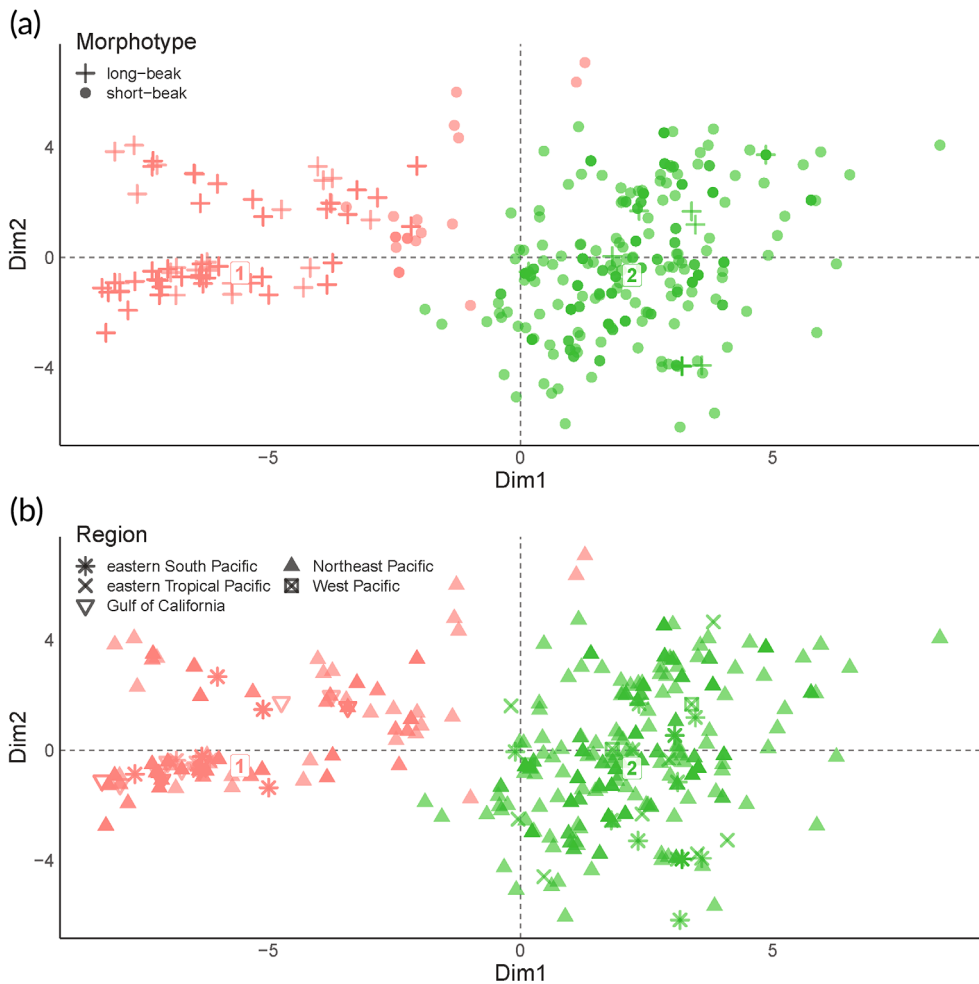 (a)
Morphotype
long−beak
short−beak
4
0
−4
Dim2
1
2
−5
0
5
Dim1
(b)
Region
eastern South Pacific
Northeast Pacific
eastern Tropical Pacific
West Pacific
Gulf of California
4
0
−4
Dim2
1
2
−5
0
5
Dim1